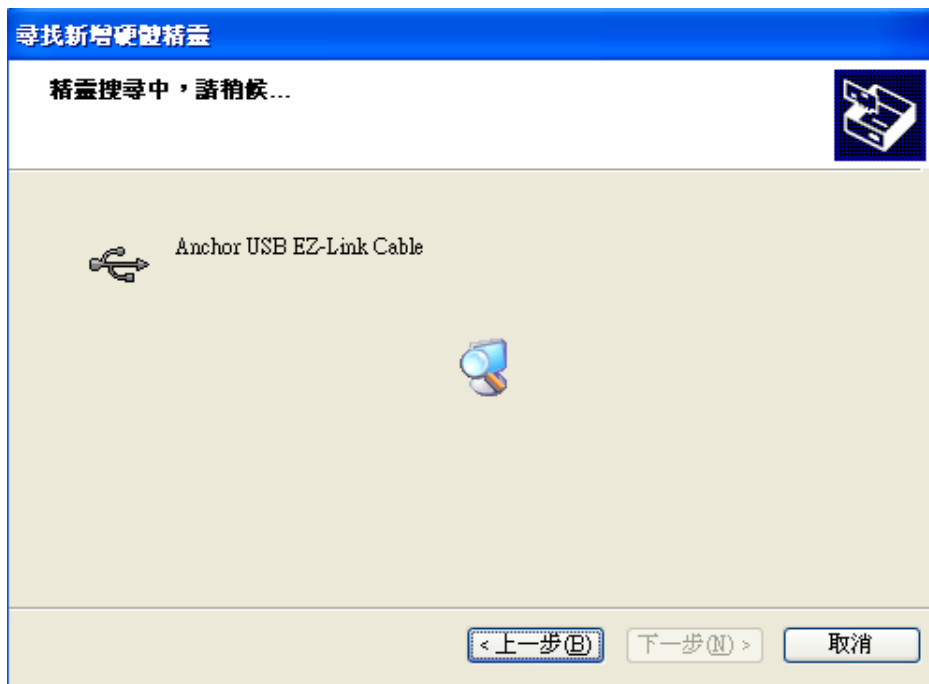 尋找新增硬體精靈
精靈搜尋中，請稍候...
Anchor USB EZ-Link Cable
< 上一步(B)
下一步(N) >
取消